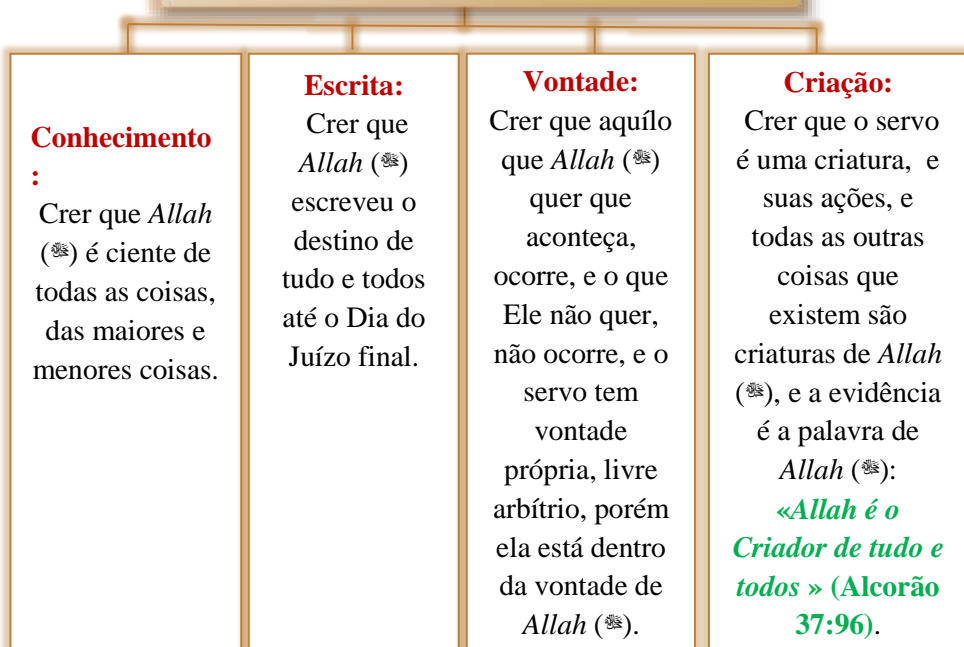 Conhecimento
:
Crer que Allah
(ﷻ) é ciente de
todas as coisas,
das maiores e
menores coisas.
Escrita:
Crer que
Allah (ﷻ)
escreveu o
destino de
tudo e todos
até o Dia do
Juízo final.
Vontade:
Crer que aquílo
que Allah (ﷻ)
quer que
aconteça,
ocorre, e o que
Ele não quer,
não ocorre, e o
servo tem
vontade
própria, livre
arbítrio, porém
ela está dentro
da vontade de
Allah (ﷻ).
Criação:
Crer que o servo
é uma criatura, e
suas ações, e
todas as outras
coisas que
existem são
criaturas de Allah
(ﷻ), e a evidência
é a palavra de
Allah (ﷻ):
«Allah é o
Criador de tudo e
todos » (Alcorão
37:96).